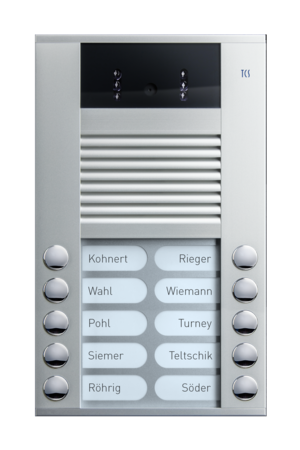 TCS
Kohnert Rieger
Wahl Wiemann
Pohl Turney
Siemer Teltschik
Röhrig Söder